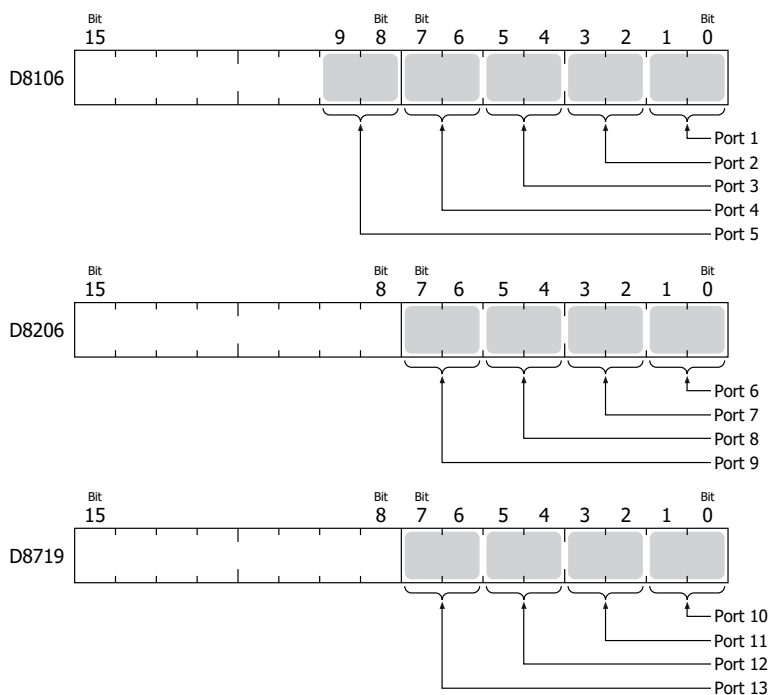 Bit Bit Bit Bit
15 9 8 7 6 5 4 3 2 1 0
D8106
Port 1
Port 2
Port 3
Port 4
Port 5
Bit Bit Bit Bit
15 8 7 6 5 4 3 2 1 0
D8206
Port 6
Port 7
Port 8
Port 9
Bit Bit Bit Bit
15 8 7 6 5 4 3 2 1 0
D8719
Port 10
Port 11
Port 12
Port 13